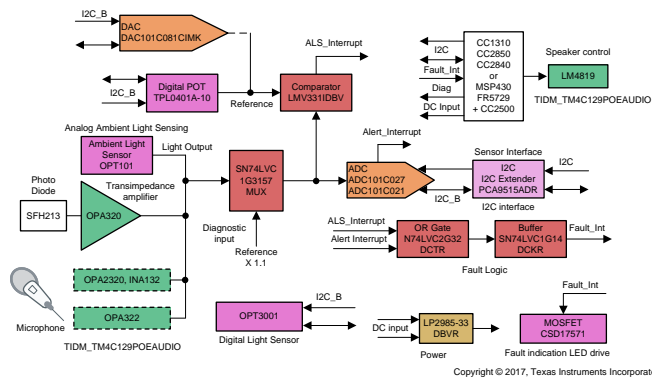 I2C_B
DAC
DAC101C081CIMK
ALS_Interrupt
I2C_B
Digital POT
TPL0401A-10
Reference
Comparator
LMV331IDBV
I2C
Fault_Int
Diag
DC Input
CC1310
CC2850
CC2840
or
MSP430
FR5729
+ CC2500
Speaker control
LM4819
TIDM_TM4C129POEAUDIO
Analog Ambient Light Sensing
Ambient Light
Sensor
OPT101
Light Output
Alert_Interrupt
Photo
Diode
SFH213
Transimpedance
amplifier
OPA320
SN74LVC
1G3157
MUX
Diagnostic
input
Reference
X 1.1
ADC
ADC101C027
ADC101C021
Sensor Interface
I2C
I2C Extender
PCA9515ADR
I2C
I2C_B
I2C interface
ALS_Interrupt
Alert Interrupt
OR Gate
N74LVC2G32
DCTR
Buffer
SN74LVC1G14
DCKR
Fault_Int
Fault Logic
OPA2320, INA132
OPA322
Microphone
TIDM_TM4C129POEAUDIO
OPT3001
I2C_B
Digital Light Sensor
DC input
LP2985-33
DBVR
Power
Fault_Int
MOSFET
CSD17571
Fault indication LED drive
Copyright © 2017, Texas Instruments Incorporate